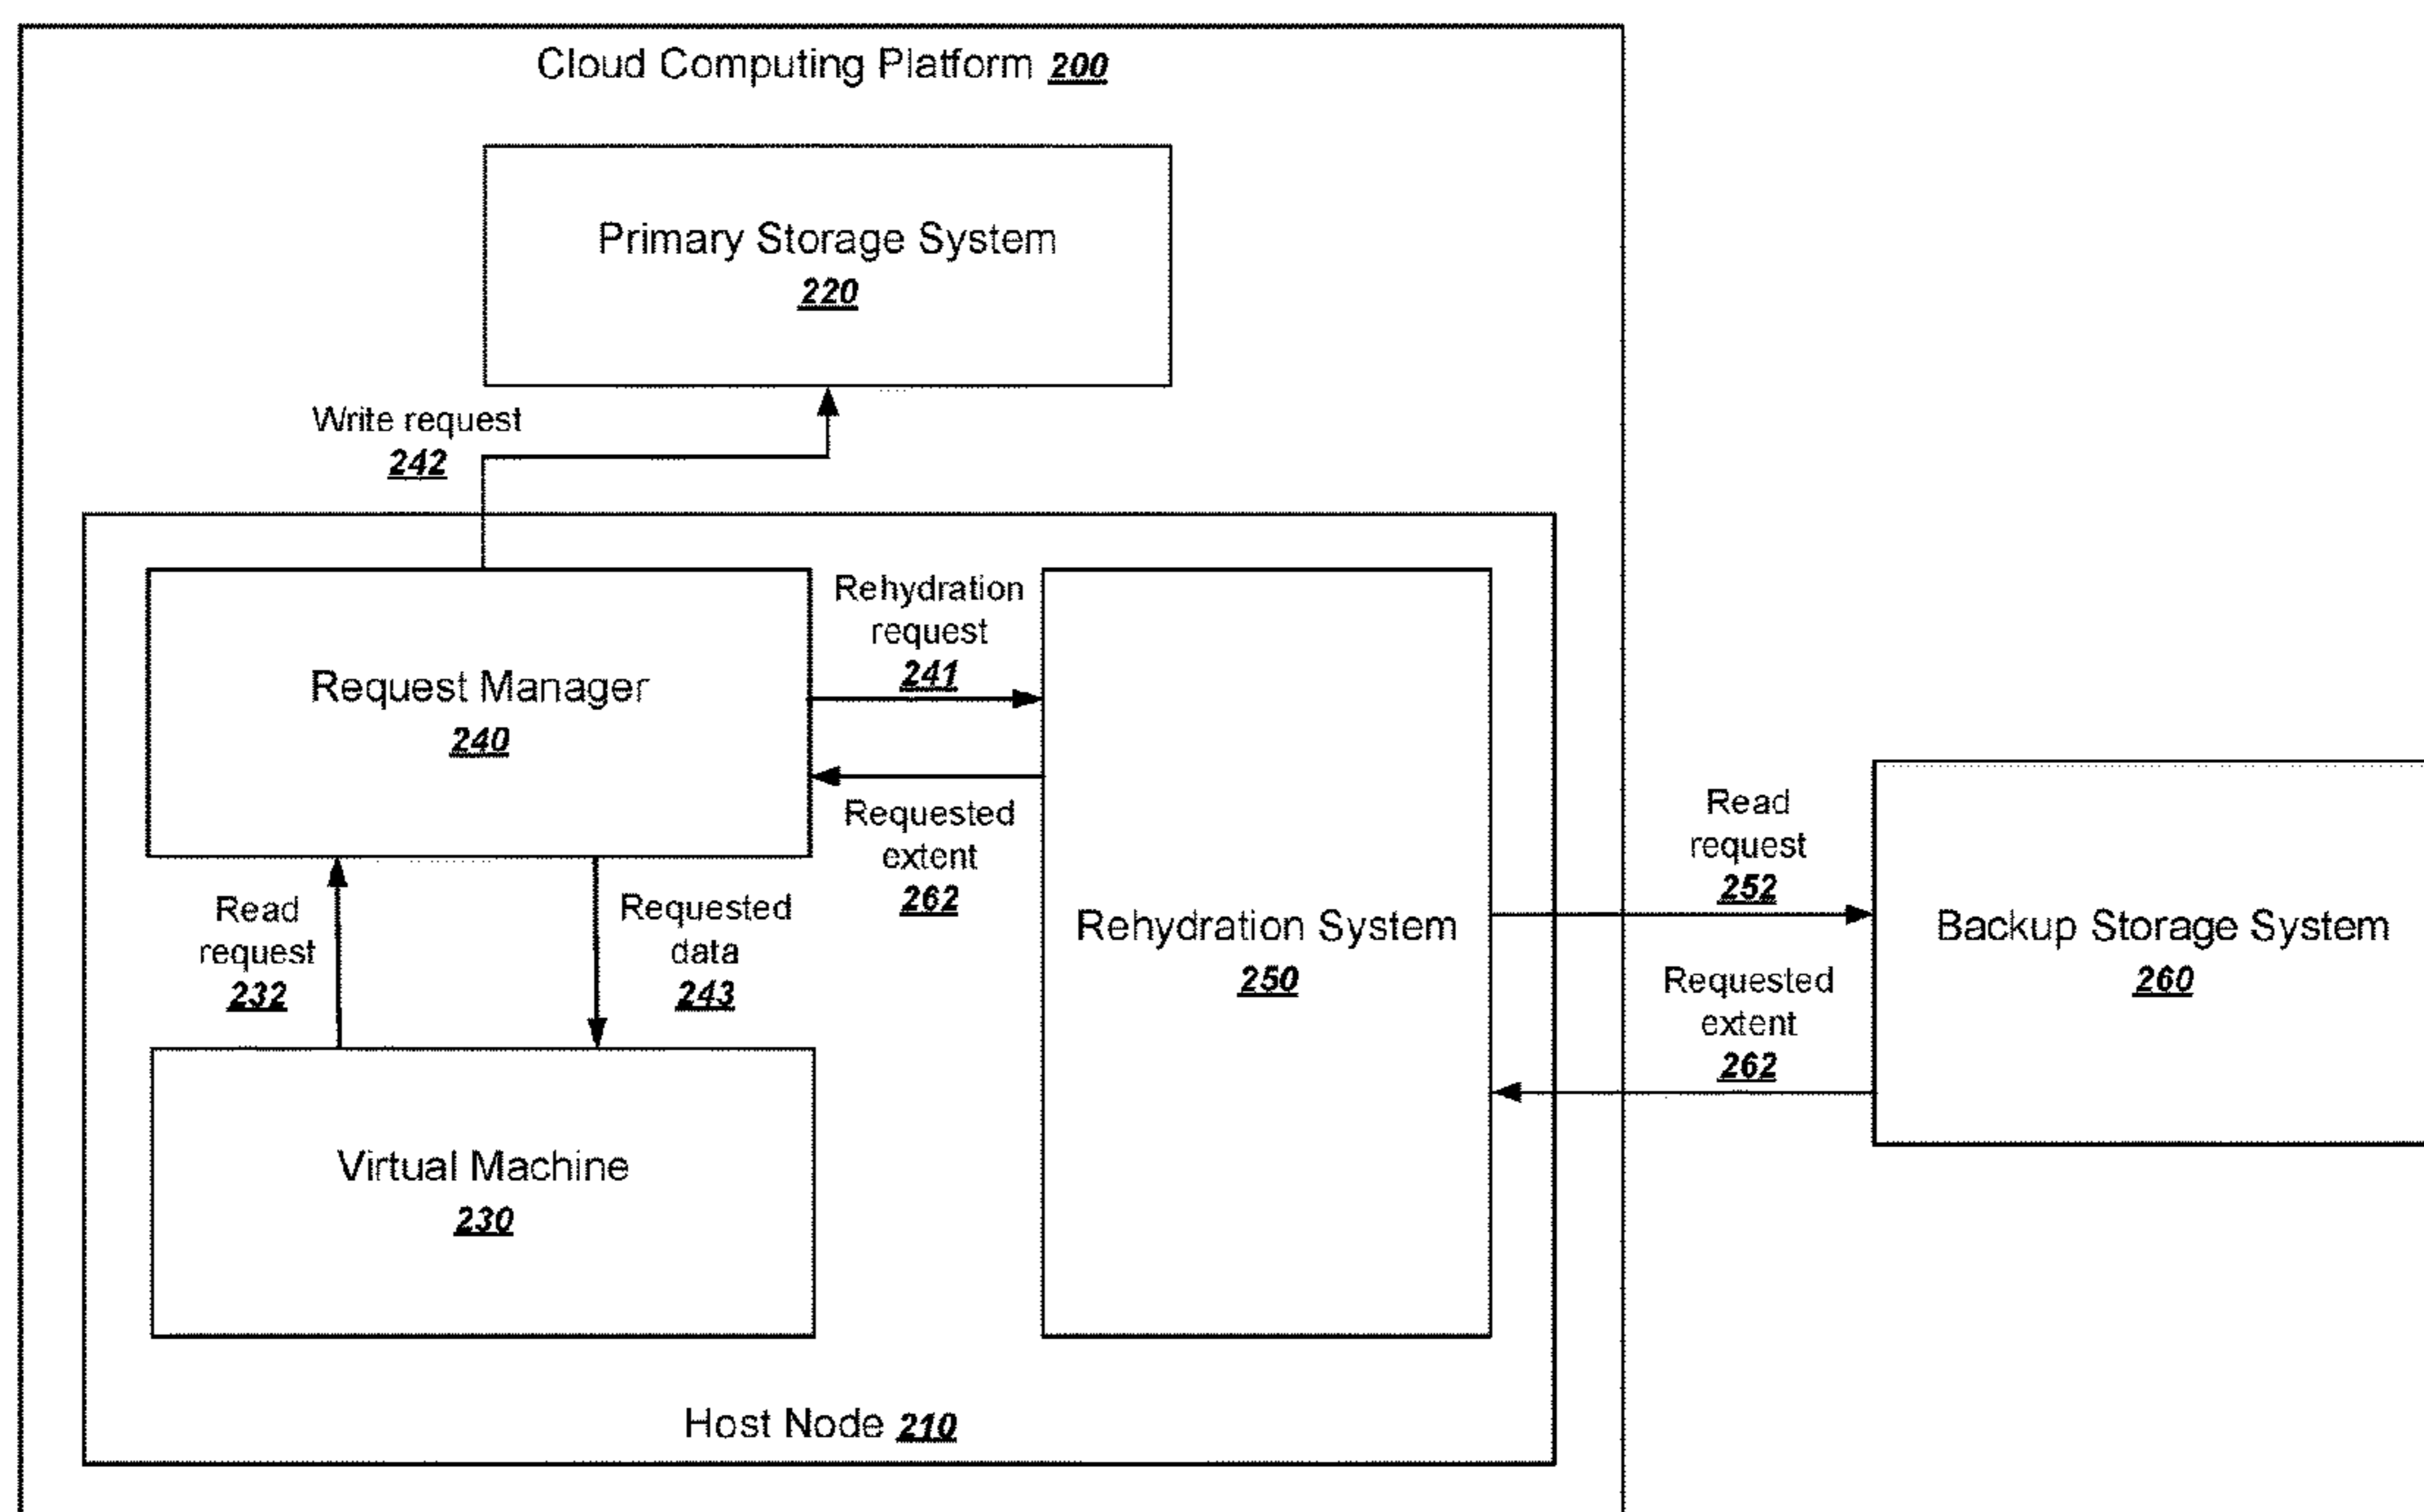 Cloud Computing Platform 200
Primary Storage System
220
Write request
242
Rehydration
request
241
Request Manager
240
Requested
extent
262
Read
request
232
Requested
data
243
Rehydration System
250
Read
request
252
Backup Storage System
260
Requested
extent
262
Virtual Machine
230
Host Node 210